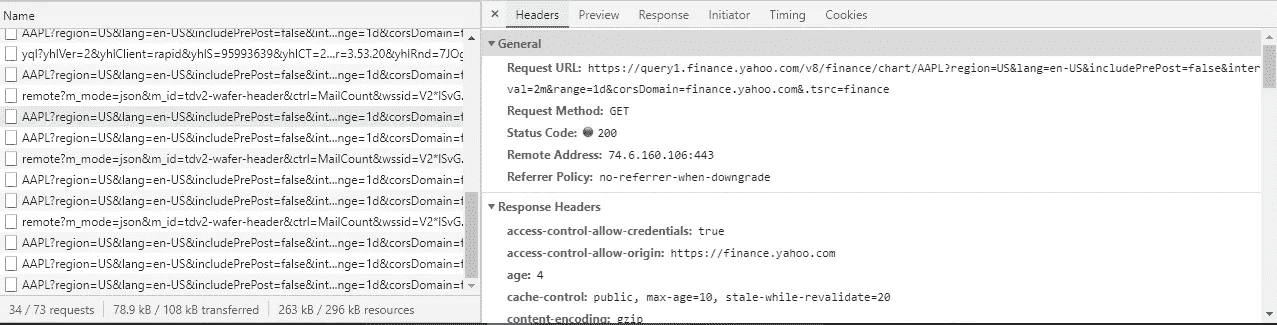 Name
AAPL?region=US&lang=en-US&includePrePost=false&int...nge=1d&corsDomain=f
yql?yhlVer=2&yhlClient=rapid&yhlS=95993639&yhlCT=2...r=3.53.20&yhlRnd=7JOg
AAPL?region=US&lang=en-US&includePrePost=false&int...nge=1d&corsDomain=f
remote?m_mode=json&m_id=tdv2-wafer-header&ctrl=MailCount&wssid=V2*lSvG.
AAPL?region=US&lang=en-US&includePrePost=false&int...nge=1d&corsDomain=f
AAPL?region=US&lang=en-US&includePrePost=false&int...nge=1d&corsDomain=f
remote?m_mode=json&m_id=tdv2-wafer-header&ctrl=MailCount&wssid=V2*lSvG.
AAPL?region=US&lang=en-US&includePrePost=false&int...nge=1d&corsDomain=f
AAPL?region=US&lang=en-US&includePrePost=false&int...nge=1d&corsDomain=f
remote?m_mode=json&m_id=tdv2-wafer-header&ctrl=MailCount&wssid=V2*lSvG.
AAPL?region=US&lang=en-US&includePrePost=false&int...nge=1d&corsDomain=f
AAPL?region=US&lang=en-US&includePrePost=false&int...nge=1d&corsDomain=f
AAPL?region=US&lang=en-US&includePrePost=false&int...nge=1d&corsDomain=f
34 / 73 requests 78.9 kB / 108 kB transferred 263 kB / 296 kB resources
Headers Preview Response Initiator Timing Cookies
General
Request URL: https://query1.finance.yahoo.com/v8/finance/chart/AAPL?region=US&lang=en-US&includePrePost=false&inter
val=2m&range=1d&corsDomain=finance.yahoo.com&.tsrc=finance
Request Method: GET
Status Code: 200
Remote Address: 74.6.160.106:443
Referrer Policy: no-referrer-when-downgrade
Response Headers
access-control-allow-credentials: true
access-control-allow-origin: https://finance.yahoo.com
age: 4
cache-control: public, max-age=10, stale-while-revalidate=20
content-encoding: gzip